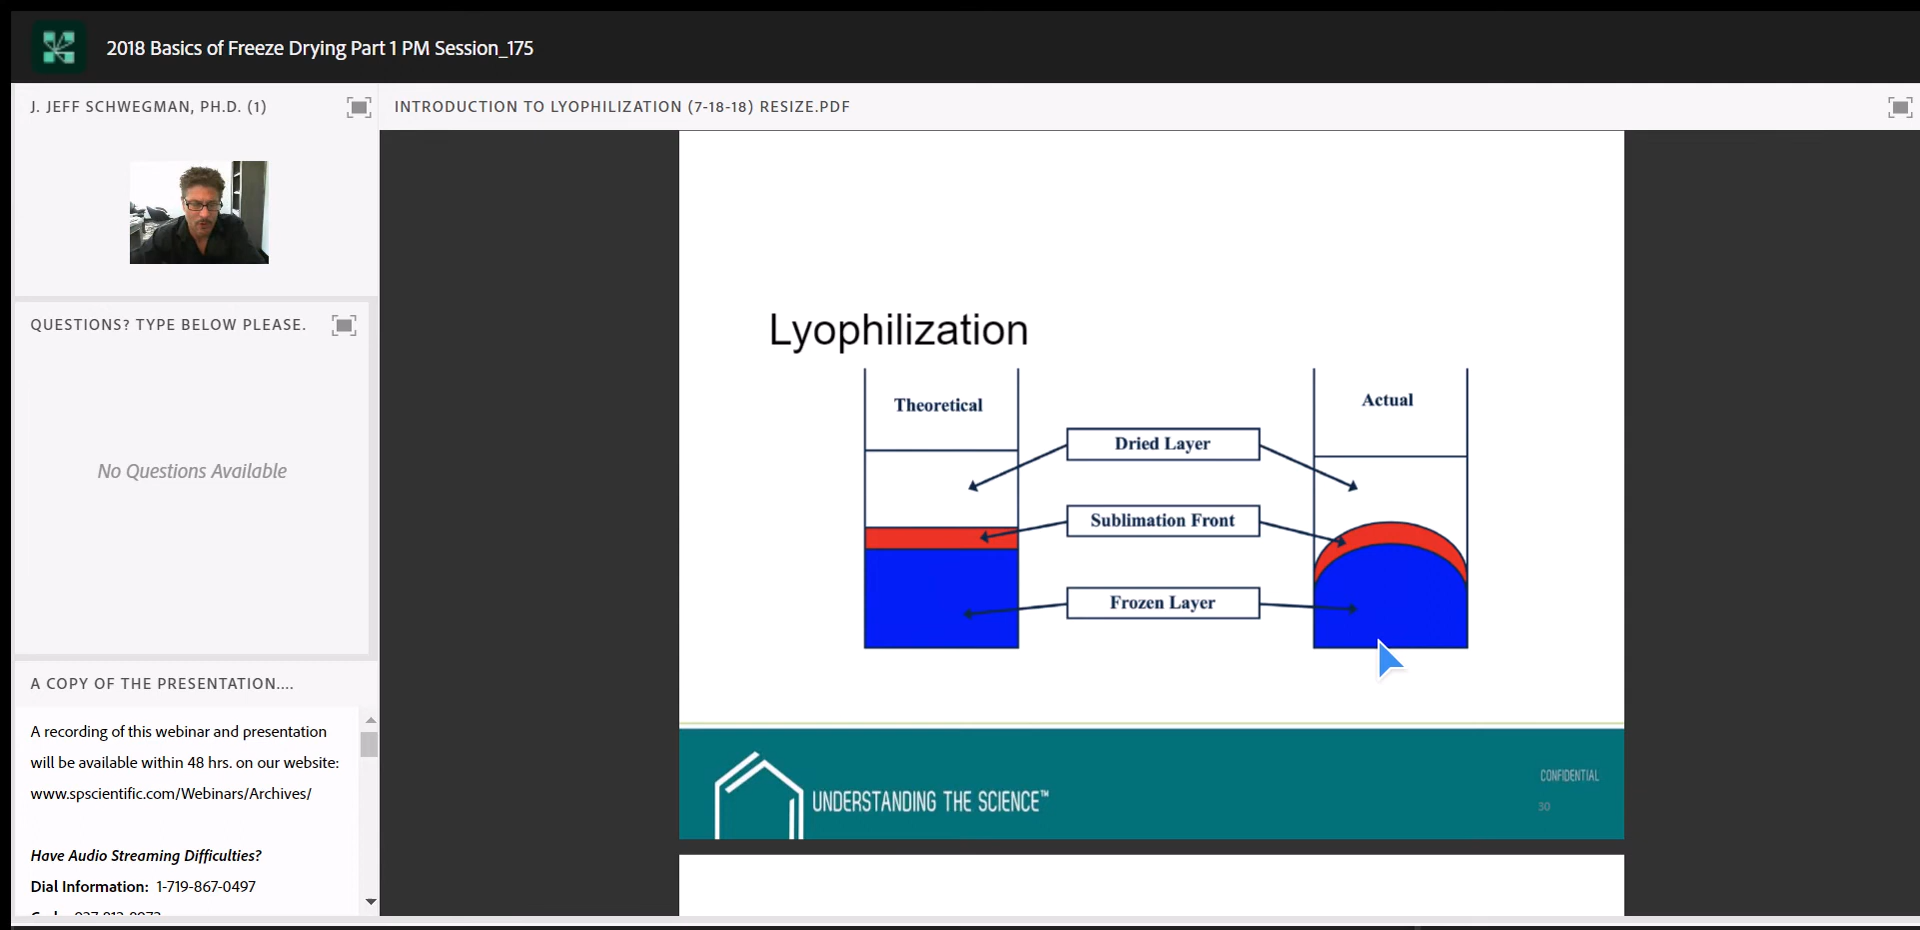 2018 Basics of Freeze Drying Part 1 PM Session_175
J. JEFF SCHWEGMAN, PH.D. (1)
INTRODUCTION TO LYOPHILIZATION (7-18-18) RESIZE.PDF
QUESTIONS? TYPE BELOW PLEASE.
No Questions Available
A COPY OF THE PRESENTATION....
A recording of this webinar and presentation
will be available within 48 hrs. on our website:
www.spscientific.com/Webinars/Archives/
Have Audio Streaming Difficulties?
Dial Information: 1-719-867-0497
Lyophilization
Theoretical
Actual
Dried Layer
Sublimation Front
Frozen Layer
UNDERSTANDING THE SCIENCE™
CONFIDENTIAL
30